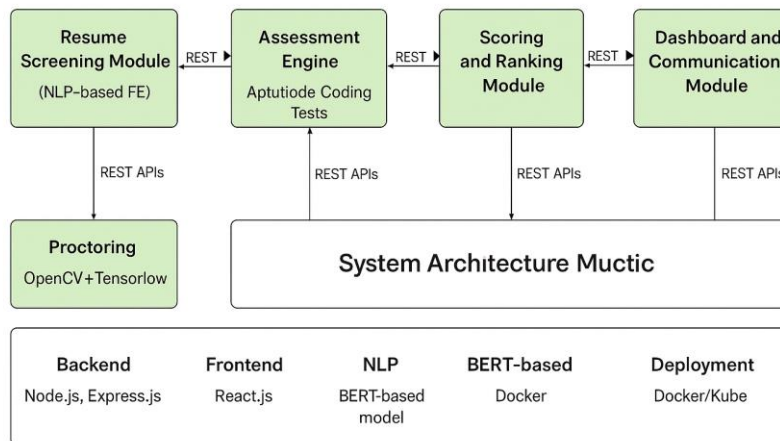 Resume
Screening Module
(NLP-based FE)
REST
Assessment
Engine
Aptutiode Coding
Tests
REST
Scoring
and Ranking
Module
REST
Dashboard and
Communication
Module
REST APIs
REST APIs
REST APIs
REST APIs
Proctoring
OpenCV+Tensorlow
System Architecture Muctic
Backend
Node.js, Express.js
Frontend
React.js
NLP
BERT-based
model
BERT-based
Docker
Deployment
Docker/Kube